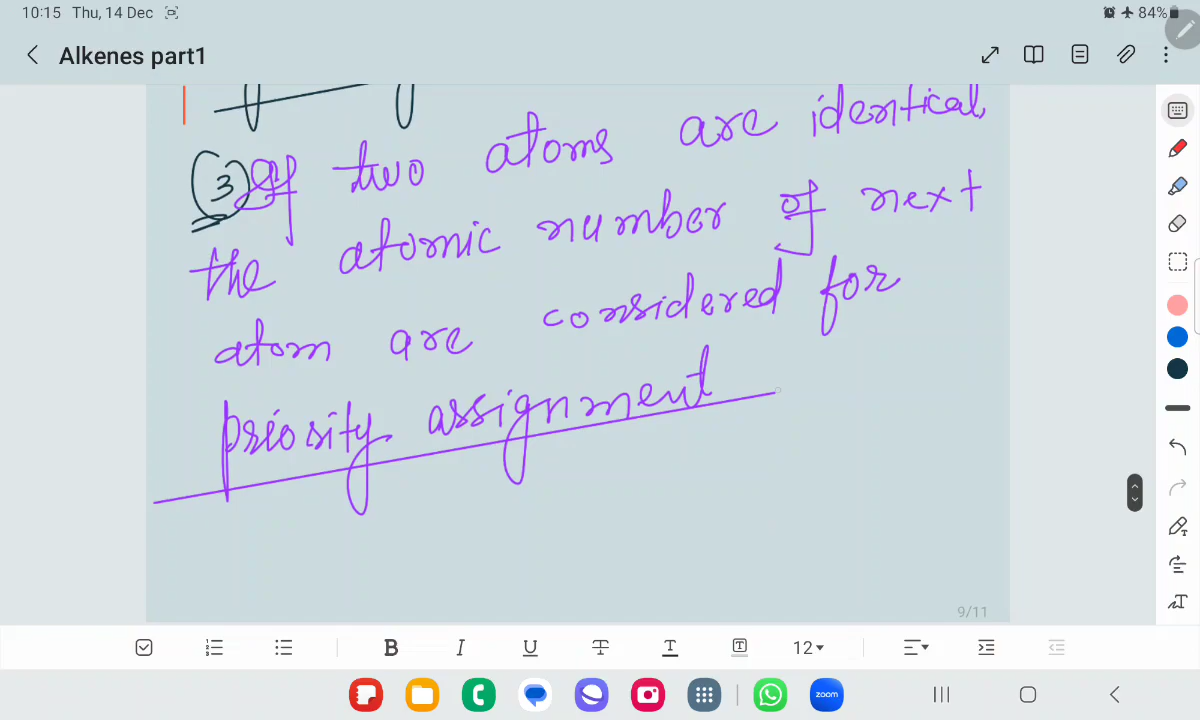 10:15 Thu, 14 Dec
84%
Alkenes part1
(3) If two atoms are identical,
the atomic number of next
atom are considered for
priority assignment
9/11
B I U T T T 12
zoom